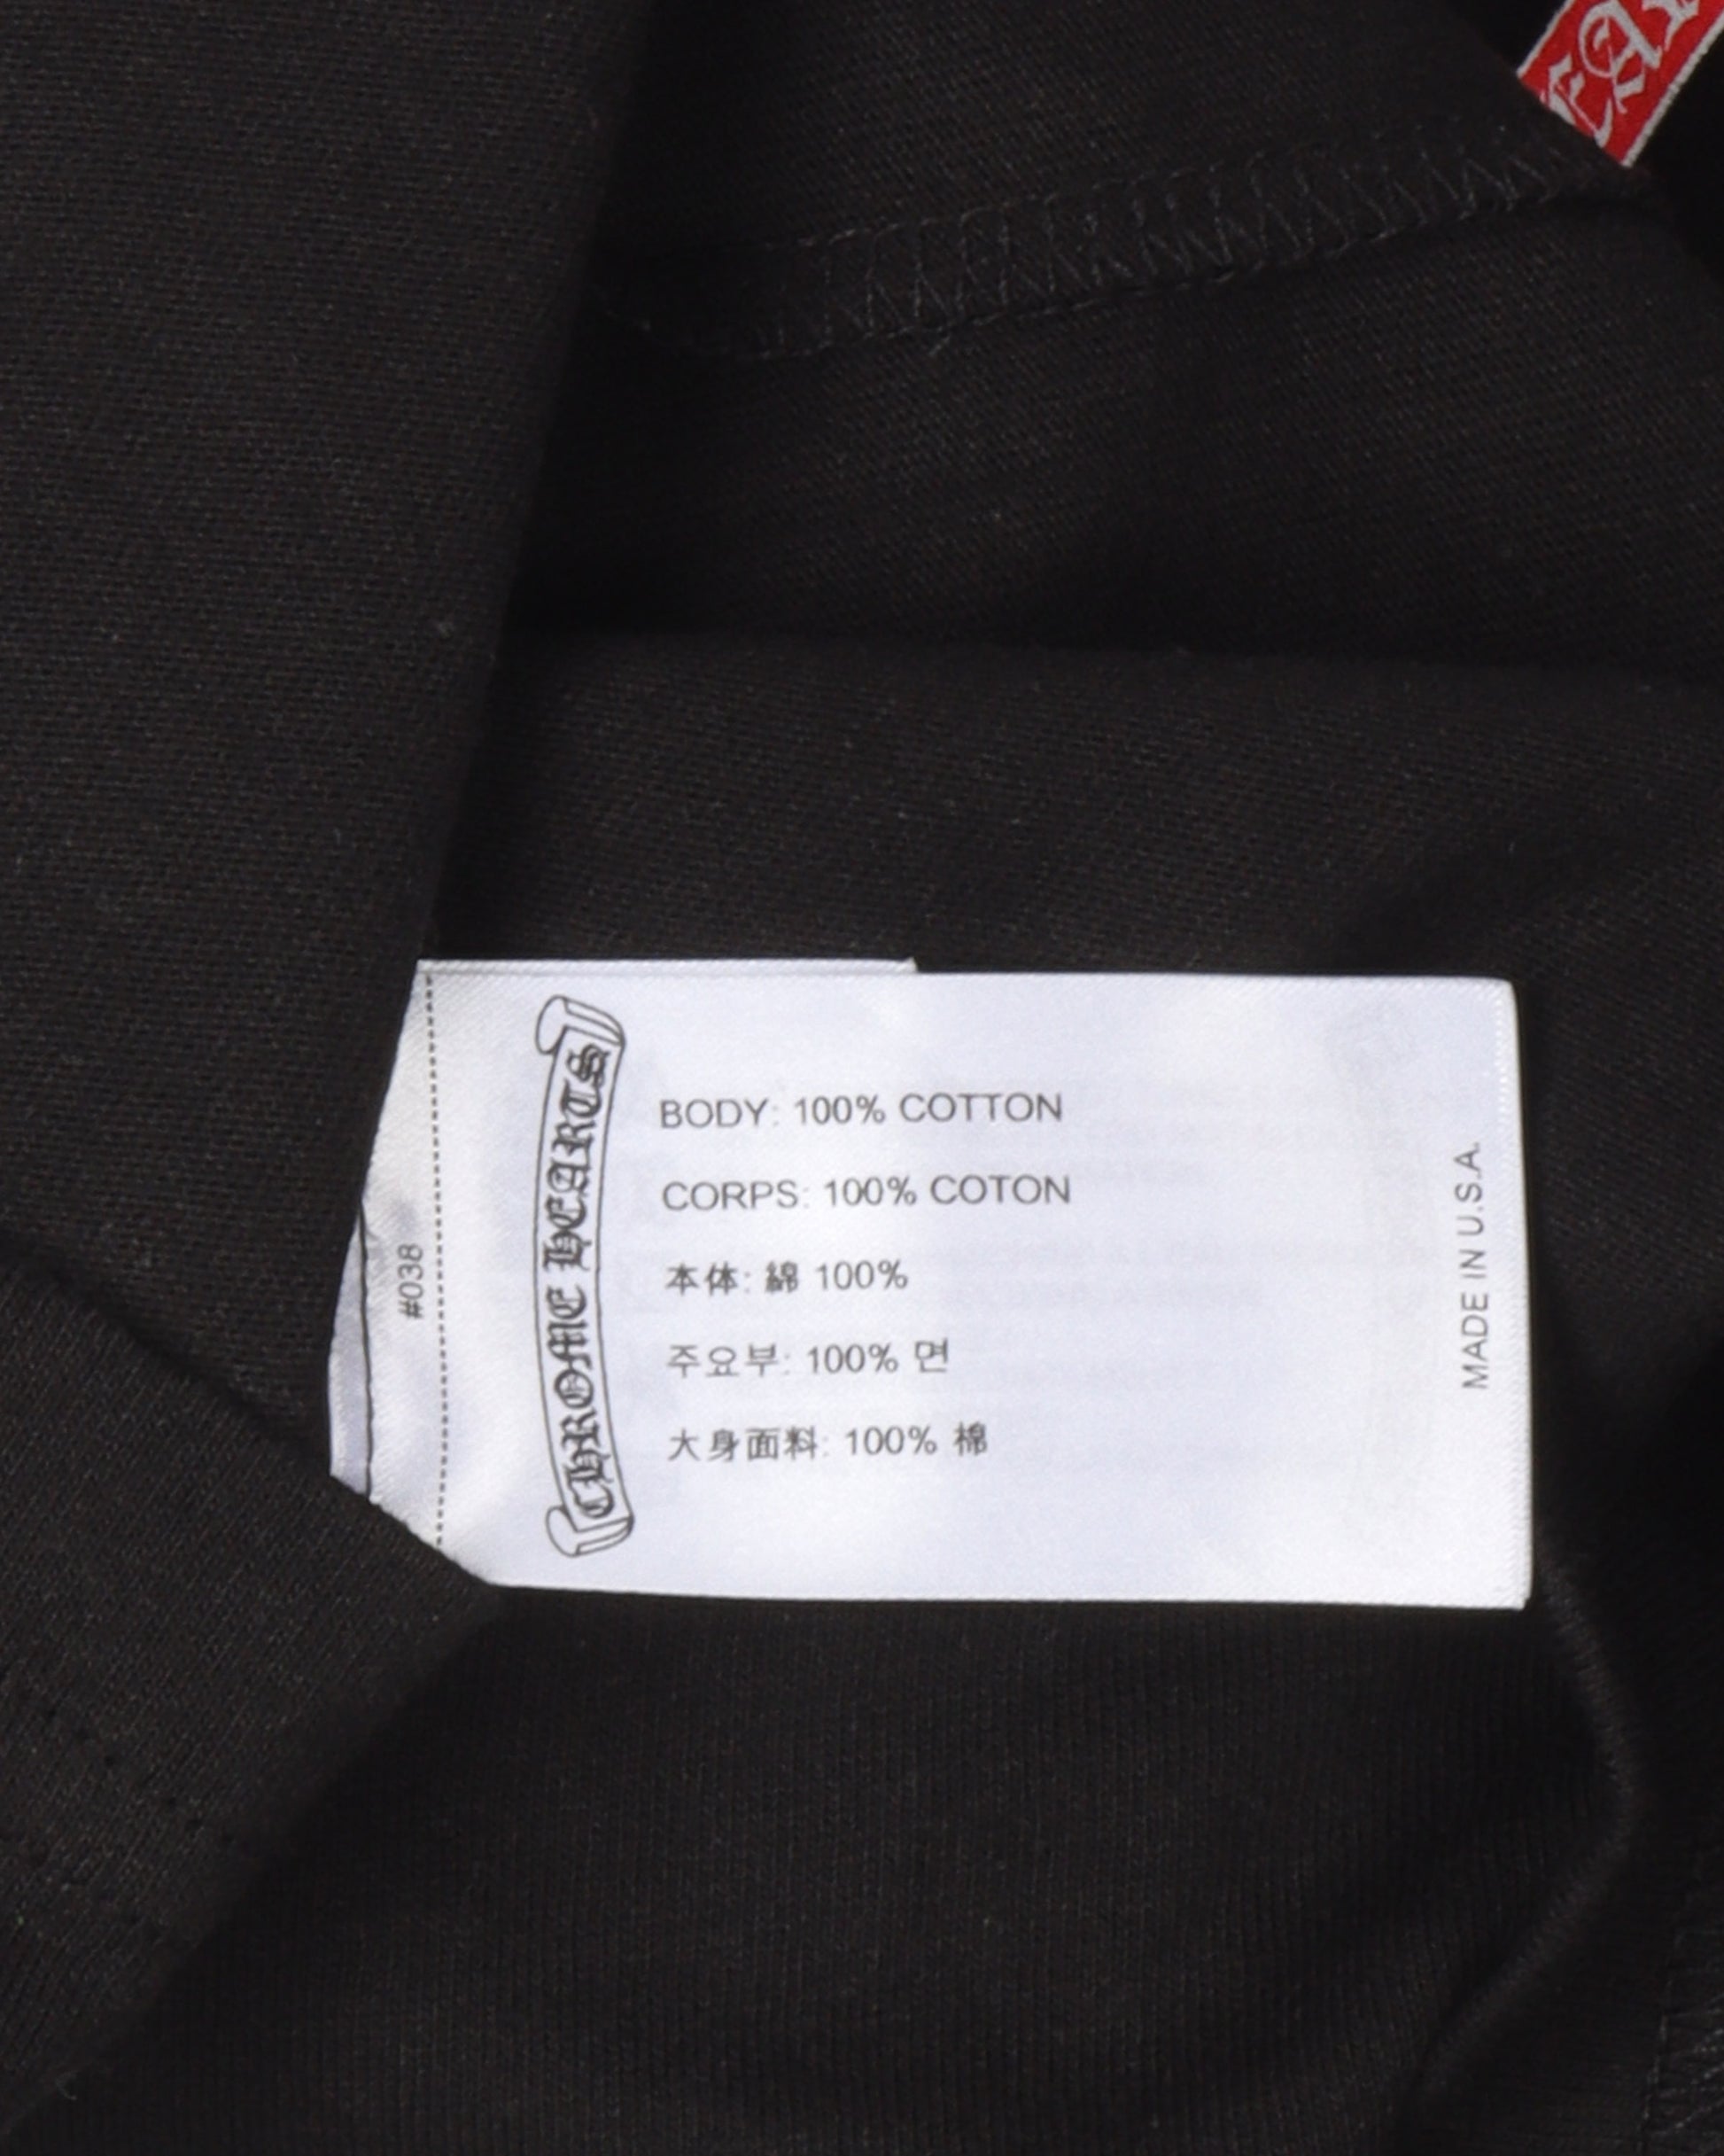 #038
CHROME HEARTS
BODY: 100% COTTON
CORPS: 100% COTON
本体: 綿 100%
주요부: 100% 면
大身面料: 100% 棉
MADE IN U.S.A.